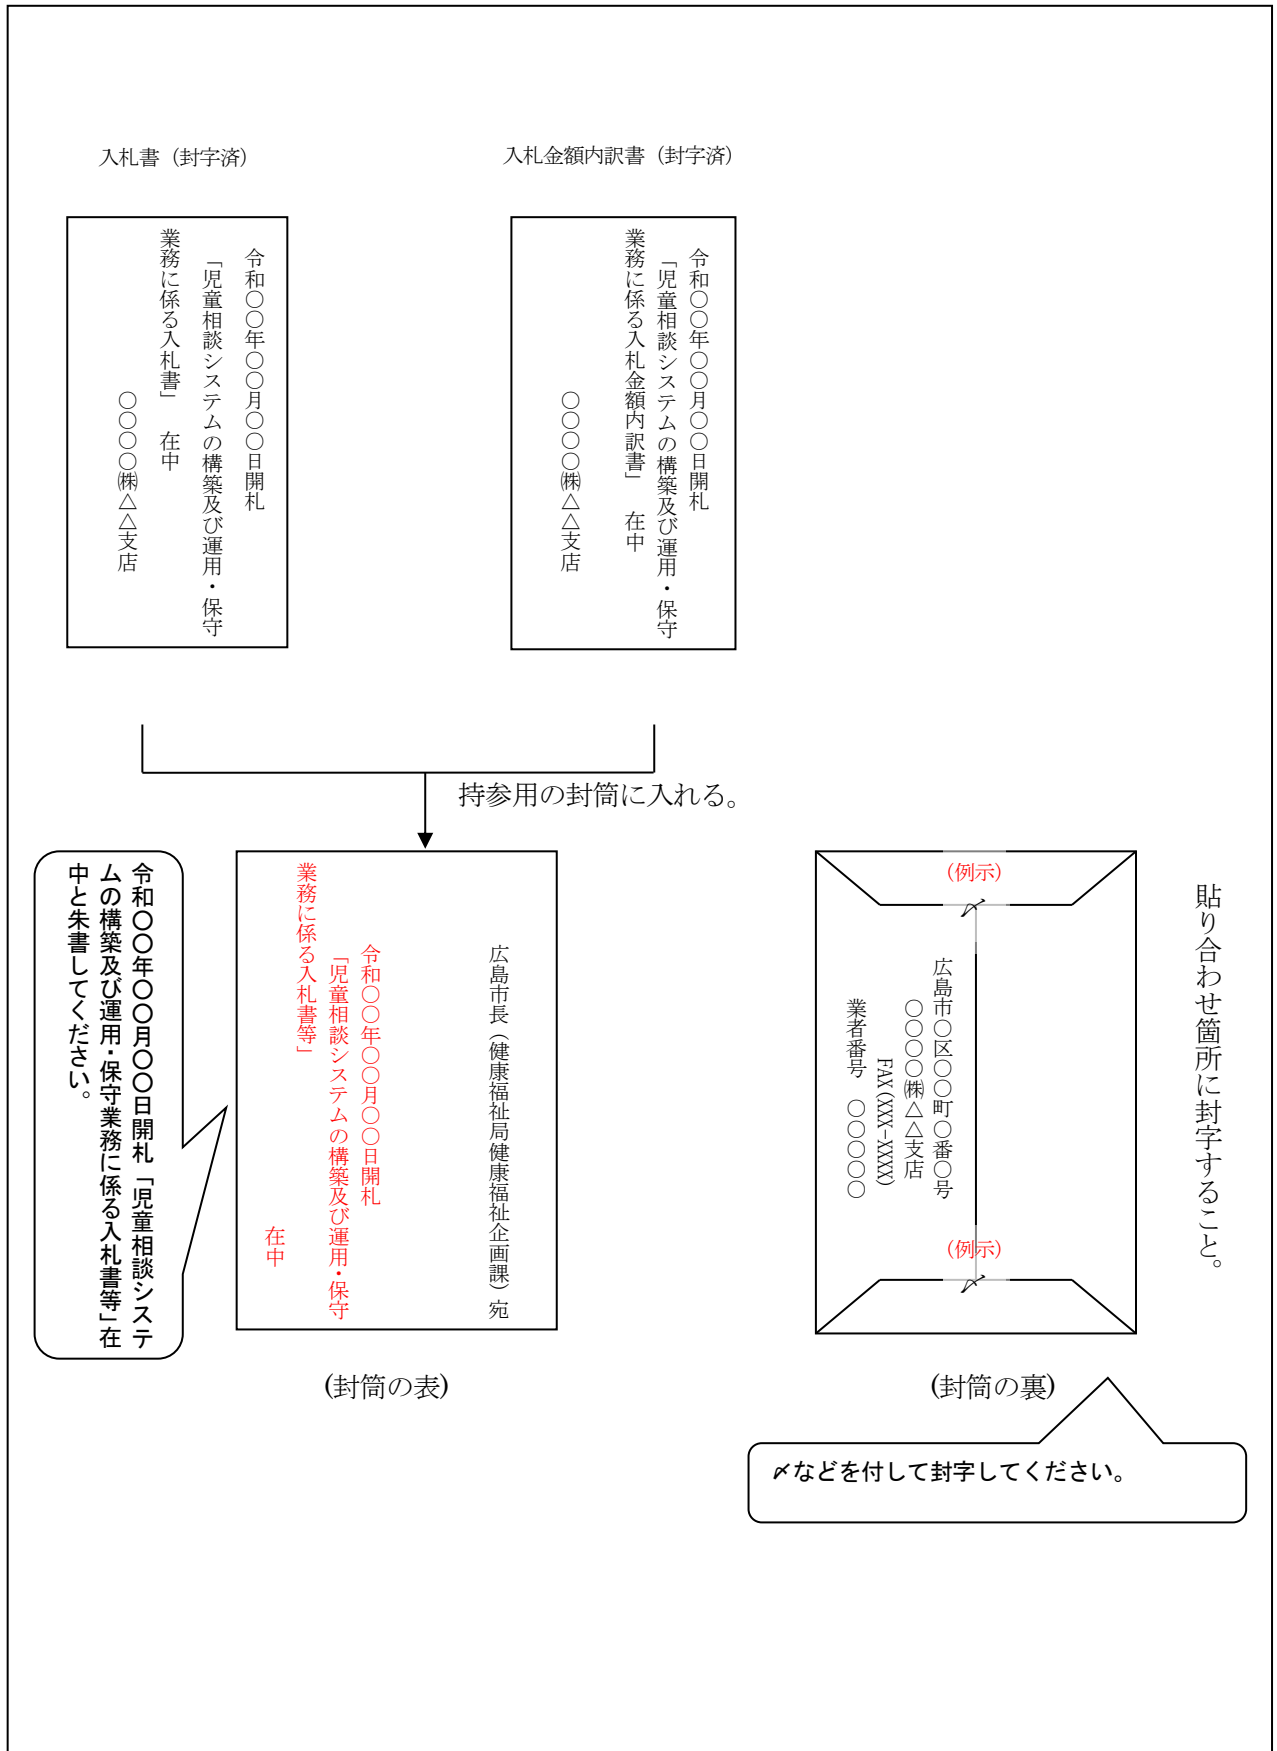 入札書（封字済）
令和〇〇年〇〇月〇〇日開札
「児童相談システムの構築及び運用・保守
業務に係る入札書」　在中
〇〇〇〇㈱△△支店
入札金額内訳書（封字済）
令和〇〇年〇〇月〇〇日開札
「児童相談システムの構築及び運用・保守
業務に係る入札金額内訳書」　在中
〇〇〇〇㈱△△支店
持参用の封筒に入れる。
令和〇〇年〇〇月〇〇日開札「児童相談システ
ムの構築及び運用・保守業務に係る入札書等」在
中と朱書してください。
広島市長（健康福祉局健康福祉企画課）宛
令和〇〇年〇〇月〇〇日開札
「児童相談システムの構築及び運用・保守
業務に係る入札書等」
在中
(封筒の表)
貼り合わせ箇所に封字すること。
（例示）
〆
広島市〇区〇〇町〇番〇号
〇〇〇〇㈱△△支店
FAX(XXX-XXXX)
業者番号　〇〇〇〇〇
（例示）
〆
(封筒の裏)
〆などを付して封字してください。